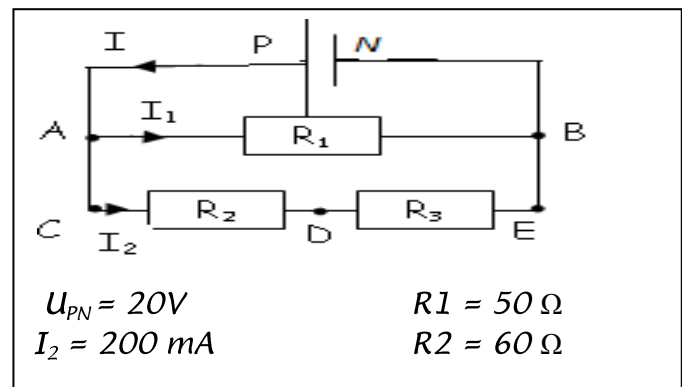 I P N
A I₁ R₁ B
C I₂ R₂ D R₃ E
U_PN = 20V R1 = 50 Ω
I₂ = 200 mA R2 = 60 Ω